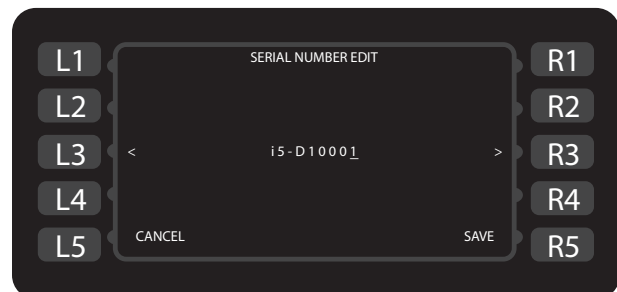 L1 SERIAL NUMBER EDIT R1
L2 R2
L3 < i5-D10001 > R3
L4 R4
L5 CANCEL SAVE R5